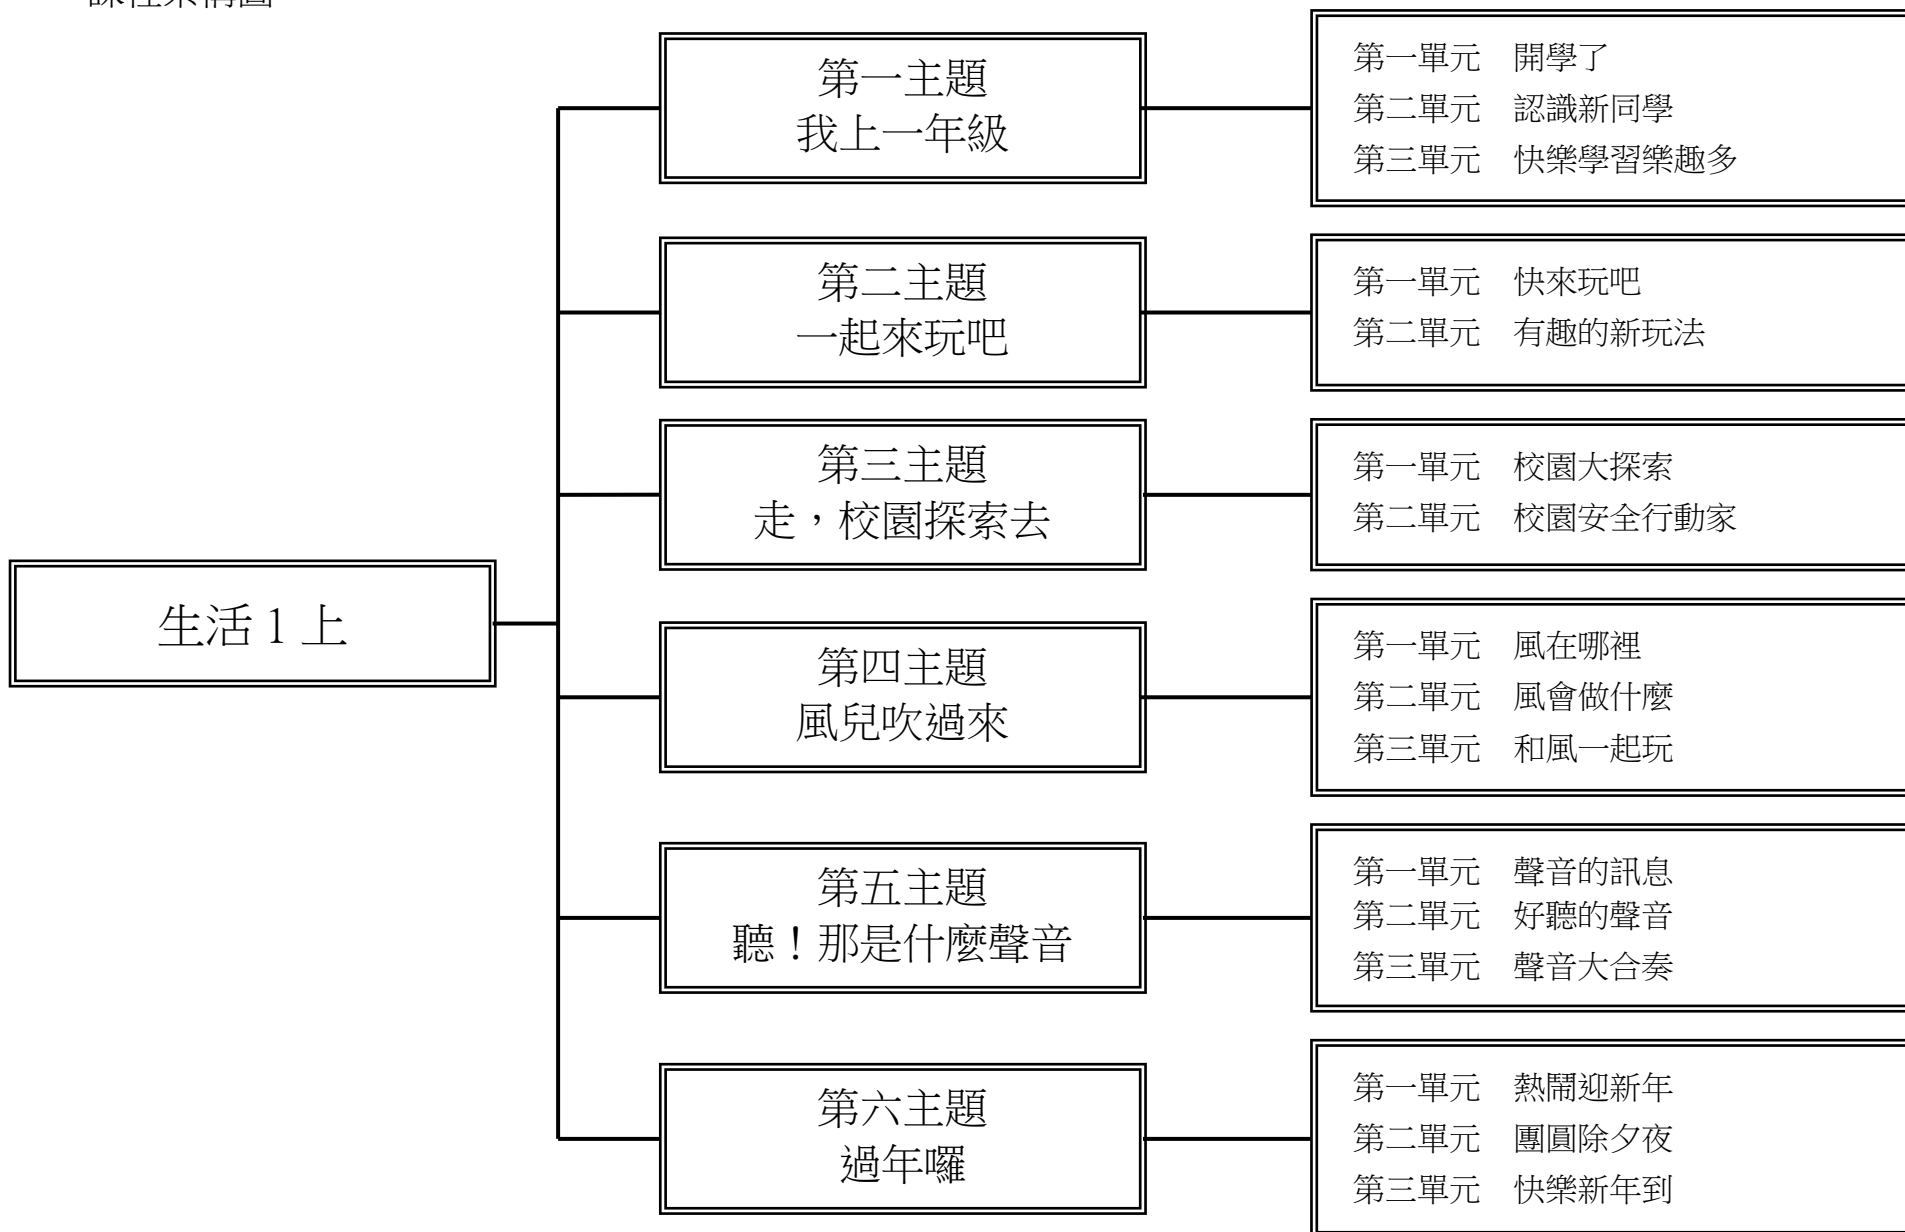 生活1上
第一主題
我上一年級
第一單元　開學了
第二單元　認識新同學
第三單元　快樂學習樂趣多
第二主題
一起來玩吧
第一單元　快來玩吧
第二單元　有趣的新玩法
第三主題
走，校園探索去
第一單元　校園大探索
第二單元　校園安全行動家
第四主題
風兒吹過來
第一單元　風在哪裡
第二單元　風會做什麼
第三單元　和風一起玩
第五主題
聽！那是什麼聲音
第一單元　聲音的訊息
第二單元　好聽的聲音
第三單元　聲音大合奏
第六主題
過年囉
第一單元　熱鬧迎新年
第二單元　團圓除夕夜
第三單元　快樂新年到